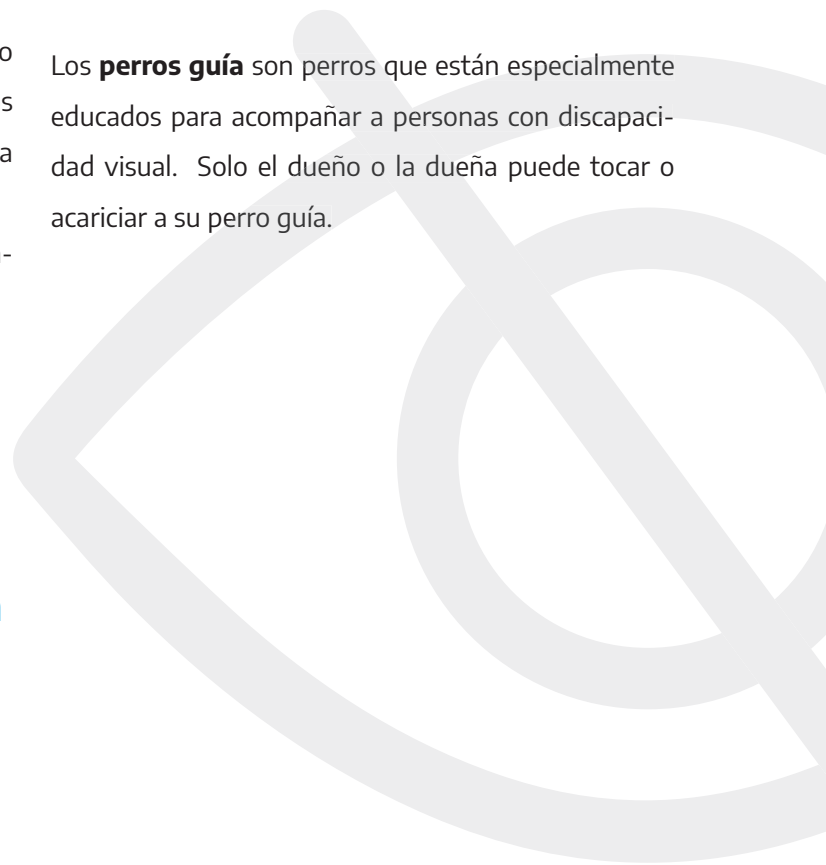 Los perros guía son perros que están especialmente
educados para acompañar a personas con discapaci-
dad visual. Solo el dueño o la dueña puede tocar o
acariciar a su perro guía.